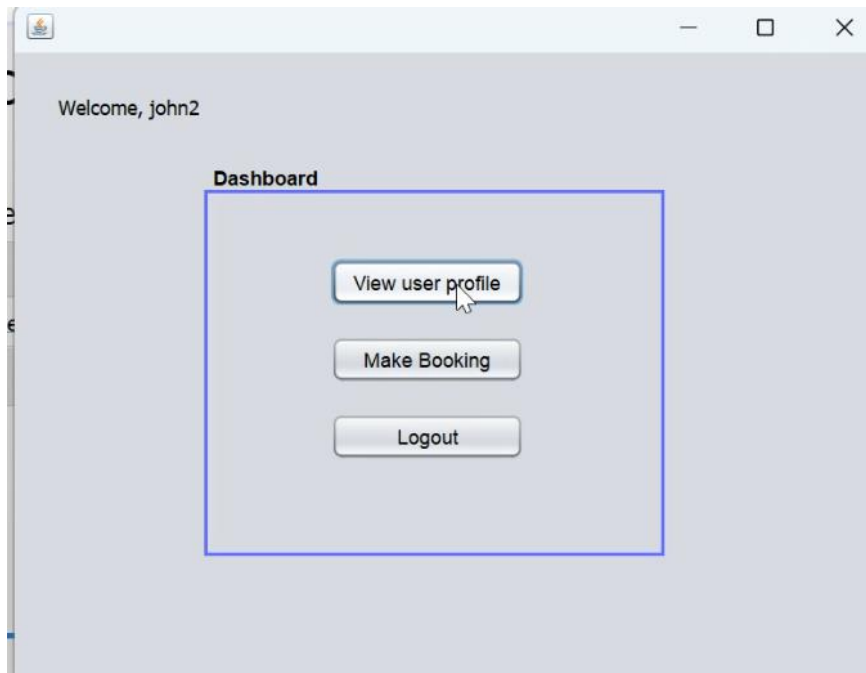 Welcome, john2
Dashboard
View user profile
Make Booking
Logout